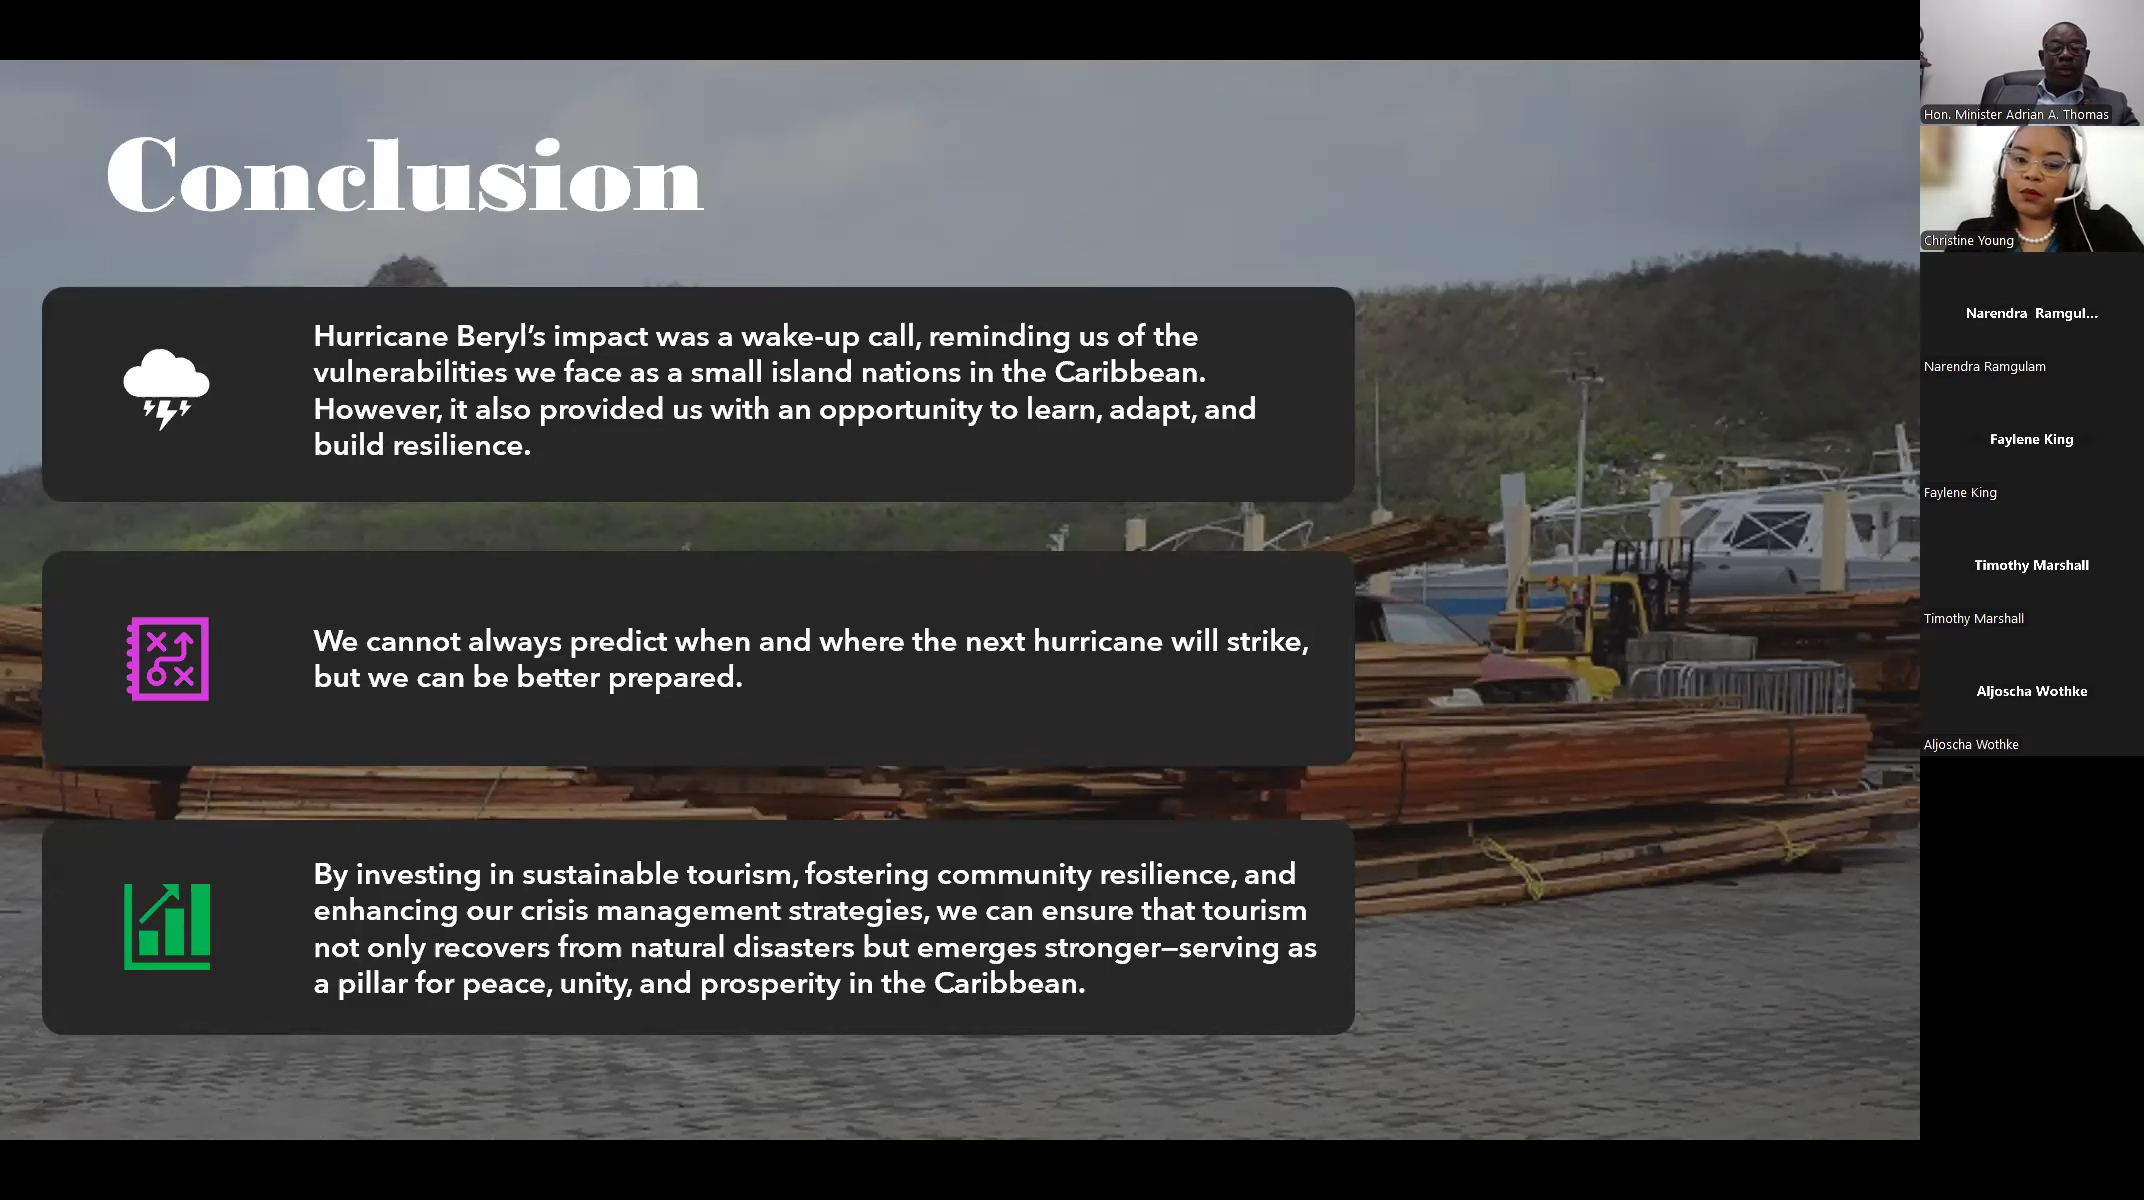 Conclusion
Hurricane Beryl’s impact was a wake-up call, reminding us of the
vulnerabilities we face as a small island nations in the Caribbean.
However, it also provided us with an opportunity to learn, adapt, and
build resilience.
We cannot always predict when and where the next hurricane will strike,
but we can be better prepared.
By investing in sustainable tourism, fostering community resilience, and
enhancing our crisis management strategies, we can ensure that tourism
not only recovers from natural disasters but emerges stronger—serving as
a pillar for peace, unity, and prosperity in the Caribbean.
Hon. Minister Adrian A. Thomas
Christine Young
Narendra Ramgul...
Narendra Ramgulam
Faylene King
Faylene King
Timothy Marshall
Timothy Marshall
Aljoscha Wothke
Aljoscha Wothke